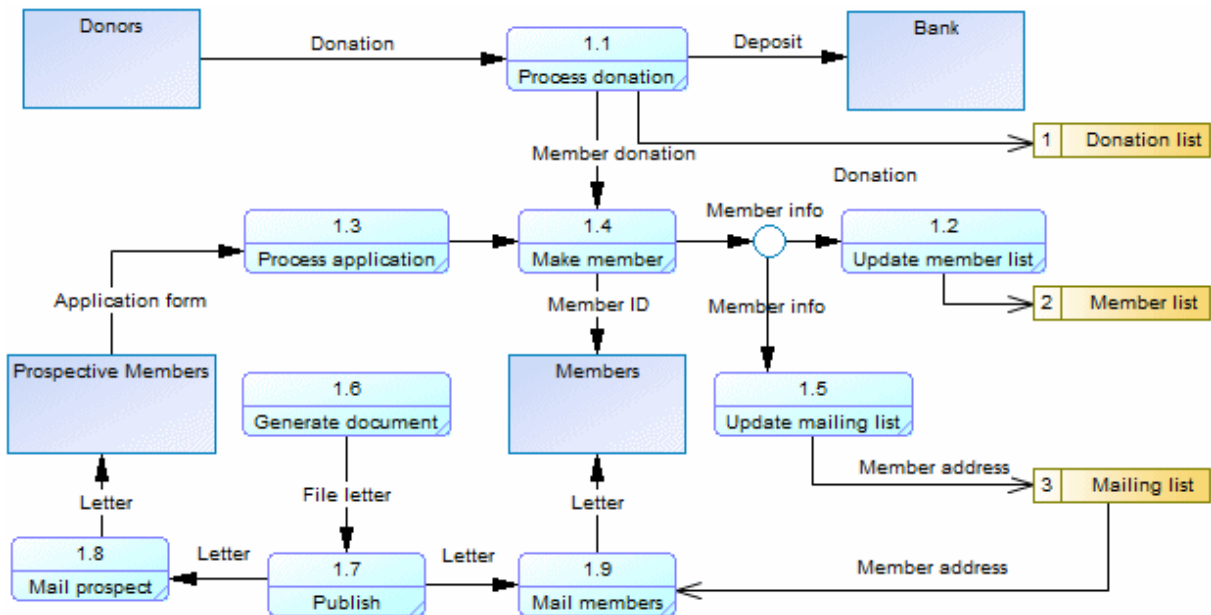 Donors
Donation
1.1
Process donation
Deposit
Bank
1 Donation list
Member donation
Donation
1.3
Process application
1.4
Make member
Member info
1.2
Update member list
Application form
Member ID
Member info
2 Member list
Prospective Members
1.6
Generate document
Members
1.5
Update mailing list
Member address
3 Mailing list
Letter
File letter
Letter
1.8
Mail prospect
Letter
1.7
Publish
Letter
1.9
Mail members
Member address